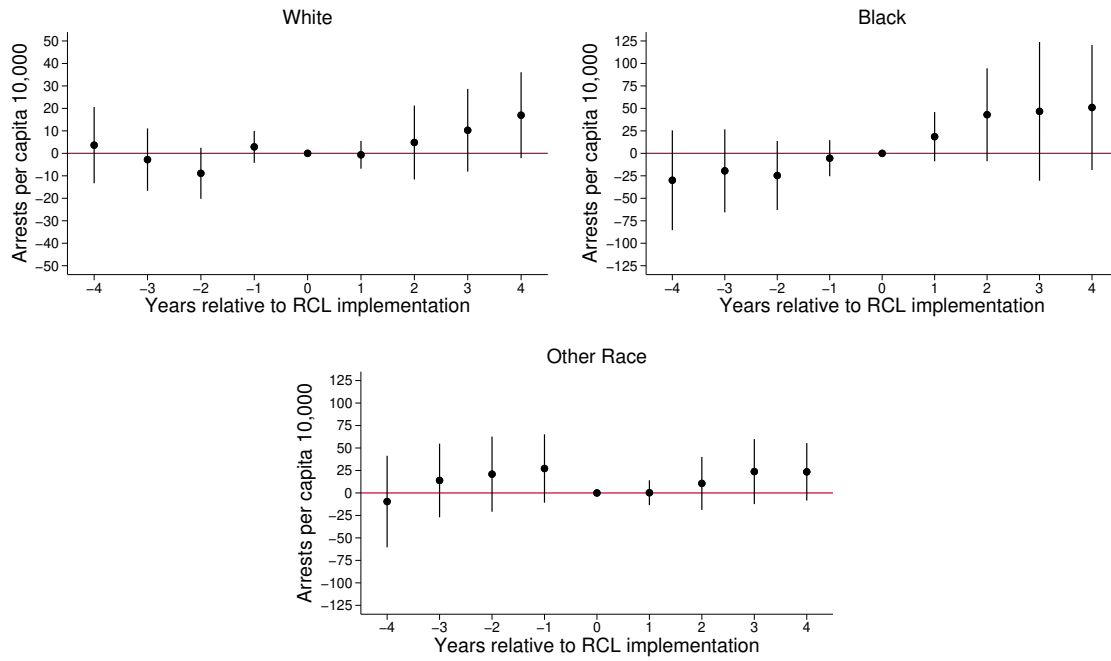 White
Arrests per capita 10,000
50
40
30
20
10
0
−10
−20
−30
−40
−50
−4 −3 −2 −1 0 1 2 3 4
Years relative to RCL implementation
Black
Arrests per capita 10,000
125
100
75
50
25
0
−25
−50
−75
−100
−125
−4 −3 −2 −1 0 1 2 3 4
Years relative to RCL implementation
Other Race
Arrests per capita 10,000
125
100
75
50
25
0
−25
−50
−75
−100
−125
−4 −3 −2 −1 0 1 2 3 4
Years relative to RCL implementation